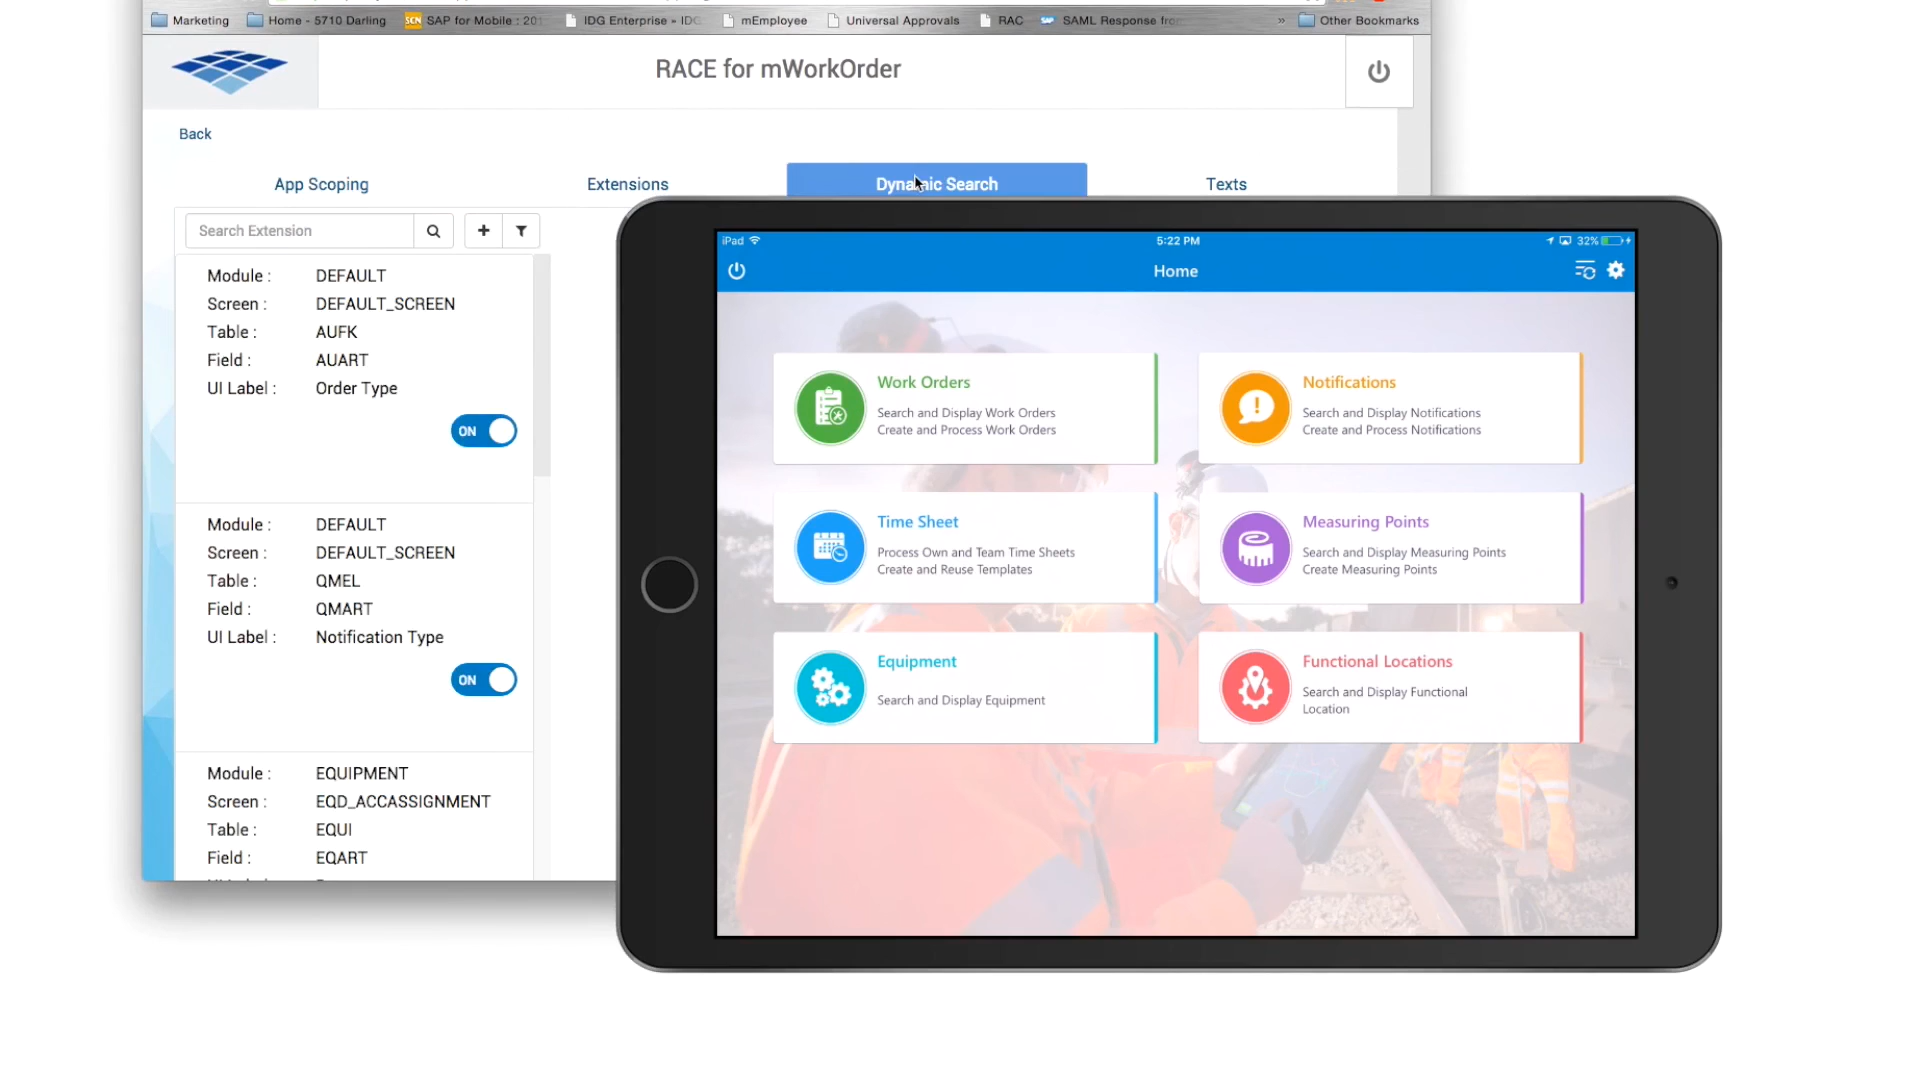 Marketing
Home - 5710 Darling
SCN SAP for Mobile : 20
IDG Enterprise » IDG
mEmployee
Universal Approvals
RAC
SAML Response fro
»
Other Bookmarks
RACE for mWorkOrder
Back
App Scoping
Extensions
Dynamic Search
Texts
Search Extension
Module : DEFAULT
Screen : DEFAULT_SCREEN
Table : AUFK
Field : AUART
UI Label : Order Type
ON
Module : DEFAULT
Screen : DEFAULT_SCREEN
Table : QMEL
Field : QMART
UI Label : Notification Type
ON
Module : EQUIPMENT
Screen : EQD_ACCASSIGNMENT
Table : EQUI
Field : EQART
iPad
5:22 PM
32%
Home
Work Orders
Search and Display Work Orders
Create and Process Work Orders
Notifications
Search and Display Notifications
Create and Process Notifications
Time Sheet
Process Own and Team Time Sheets
Create and Reuse Templates
Measuring Points
Search and Display Measuring Points
Create Measuring Points
Equipment
Search and Display Equipment
Functional Locations
Search and Display Functional
Location